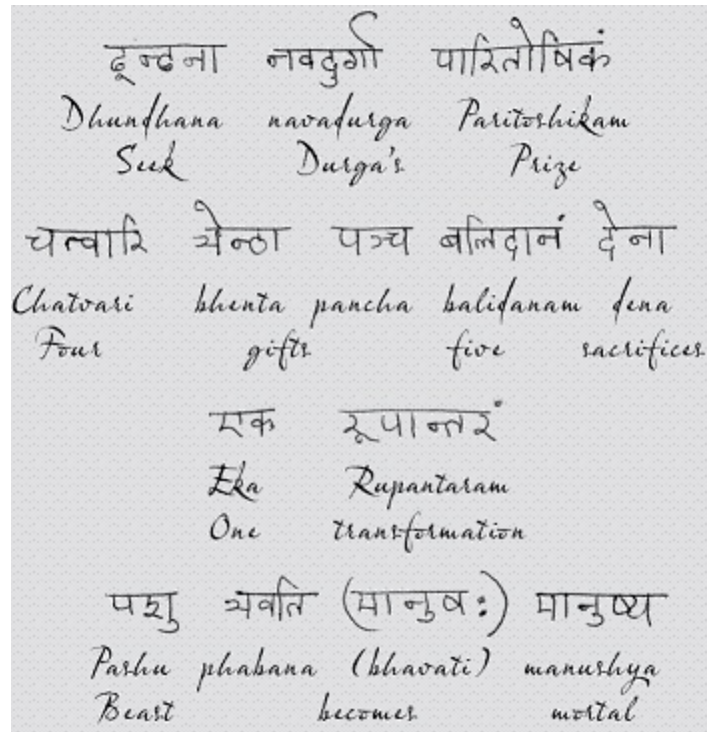 ढून्ढना नवदुर्गा पारितोषिकं
Dhundhana navadurga Paritoshikam
Seek Durga's Prize
चत्वारि भेन्ठा पञ्च बलिदानं देना
Chatvari bhenta pancha balidanam dena
Four gifts five sacrifices
एक रूपान्तरं
Eka Rupantaram
One transformation
पशु भवति (मानुषः) मानुष्य
Pashu phabana (bhavati) manushya
Beast becomes mortal